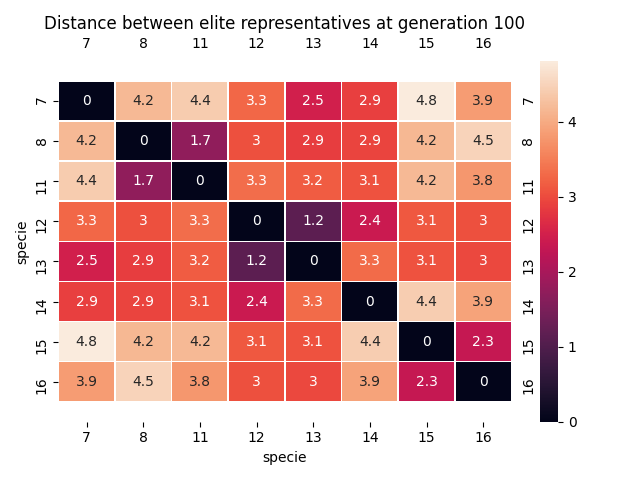 Distance between elite representatives at generation 100
7 8 11 12 13 14 15 16
7 0 4.2 4.4 3.3 2.5 2.9 4.8 3.9 7
8 4.2 0 1.7 3 2.9 2.9 4.2 4.5 8
11 4.4 1.7 0 3.3 3.2 3.1 4.2 3.8 11
12 3.3 3 3.3 0 1.2 2.4 3.1 3 12
13 2.5 2.9 3.2 1.2 0 3.3 3.1 3 13
14 2.9 2.9 3.1 2.4 3.3 0 4.4 3.9 14
15 4.8 4.2 4.2 3.1 3.1 4.4 0 2.3 15
16 3.9 4.5 3.8 3 3 3.9 2.3 0 16
7 8 11 12 13 14 15 16
specie
specie
4
3
2
1
0